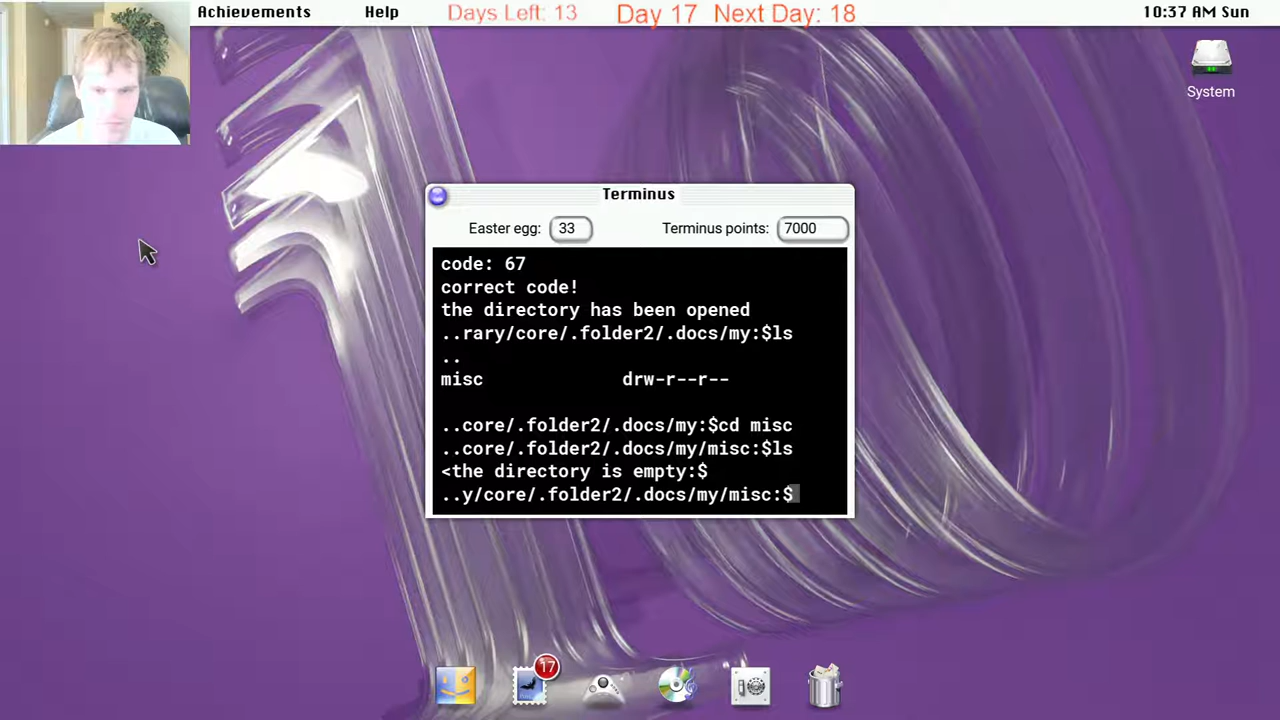 Achievements Help Days Left: 13 Day 17 Next Day: 18 10:37 AM Sun
System
Terminus
Easter egg: 33 Terminus points: 7000
code: 67
correct code!
the directory has been opened
..rary/core/.folder2/.docs/my:$ls
..
misc drw-r--r--
..core/.folder2/.docs/my:$cd misc
..core/.folder2/.docs/my/misc:$ls
<the directory is empty:$
..y/core/.folder2/.docs/my/misc:$
17